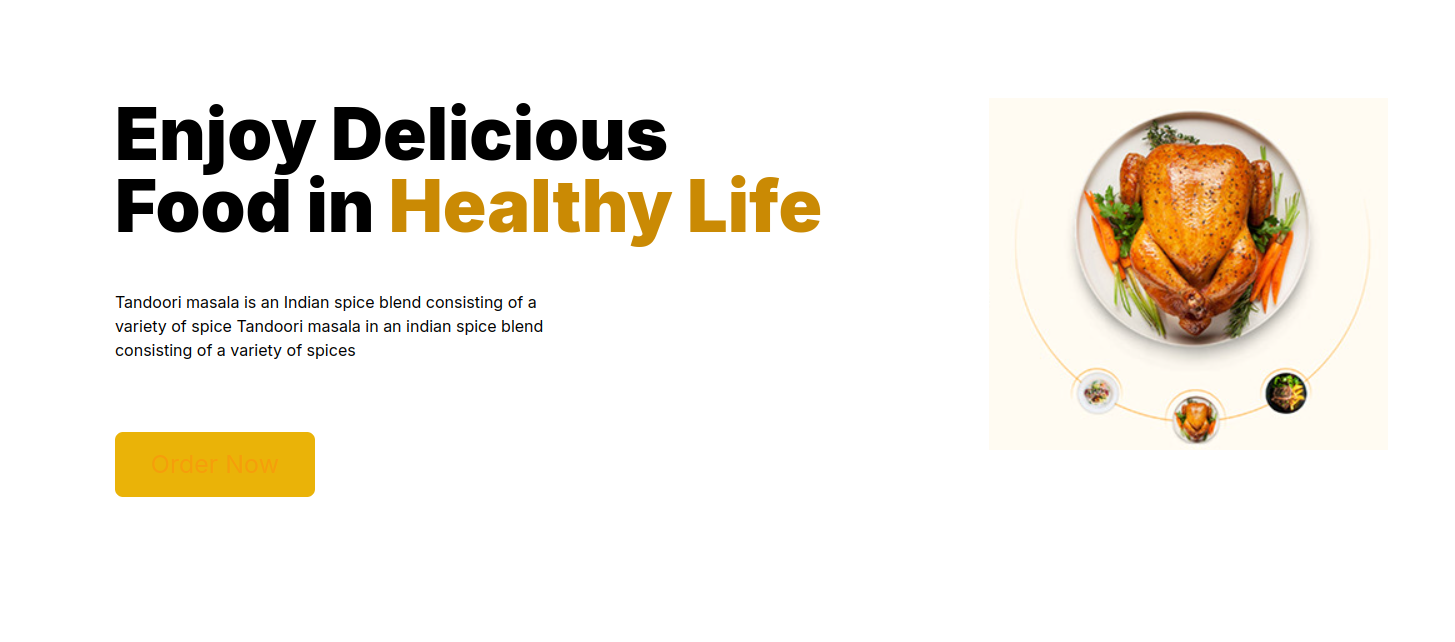 Enjoy Delicious
Food in Healthy Life
Tandoori masala is an Indian spice blend consisting of a
variety of spice Tandoori masala in an indian spice blend
consisting of a variety of spices
Order Now